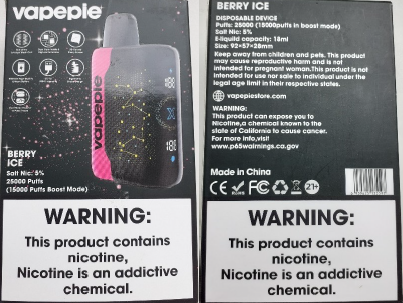 vapeple
vapeple
BERRY
ICE
Salt Nic: 5%
25000 Puffs
(15000 Puffs Boost Mode)
WARNING:
This product contains
nicotine,
Nicotine is an addictive
chemical.
BERRY ICE
DISPOSABLE DEVICE
Puffs: 25000 (15000puffs in boost mode)
Salt Nic: 5%
E-liquid capacity: 18ml
Size: 92*57*28mm
Keep away from children and pets. This product
may cause reproductive harm and is not
intended for pregnant woman.This product is not
intended for use nor sale to individual under the
legal age limit in their respective states.
vapeplestore.com
WARNING:
This product can expose you to
Nicotine,a chemical known to the
state of California to cause cancer.
For more info,visit
www.p65warnings.ca.gov
Made in China
CE FC 21+
WARNING:
This product contains
nicotine,
Nicotine is an addictive
chemical.